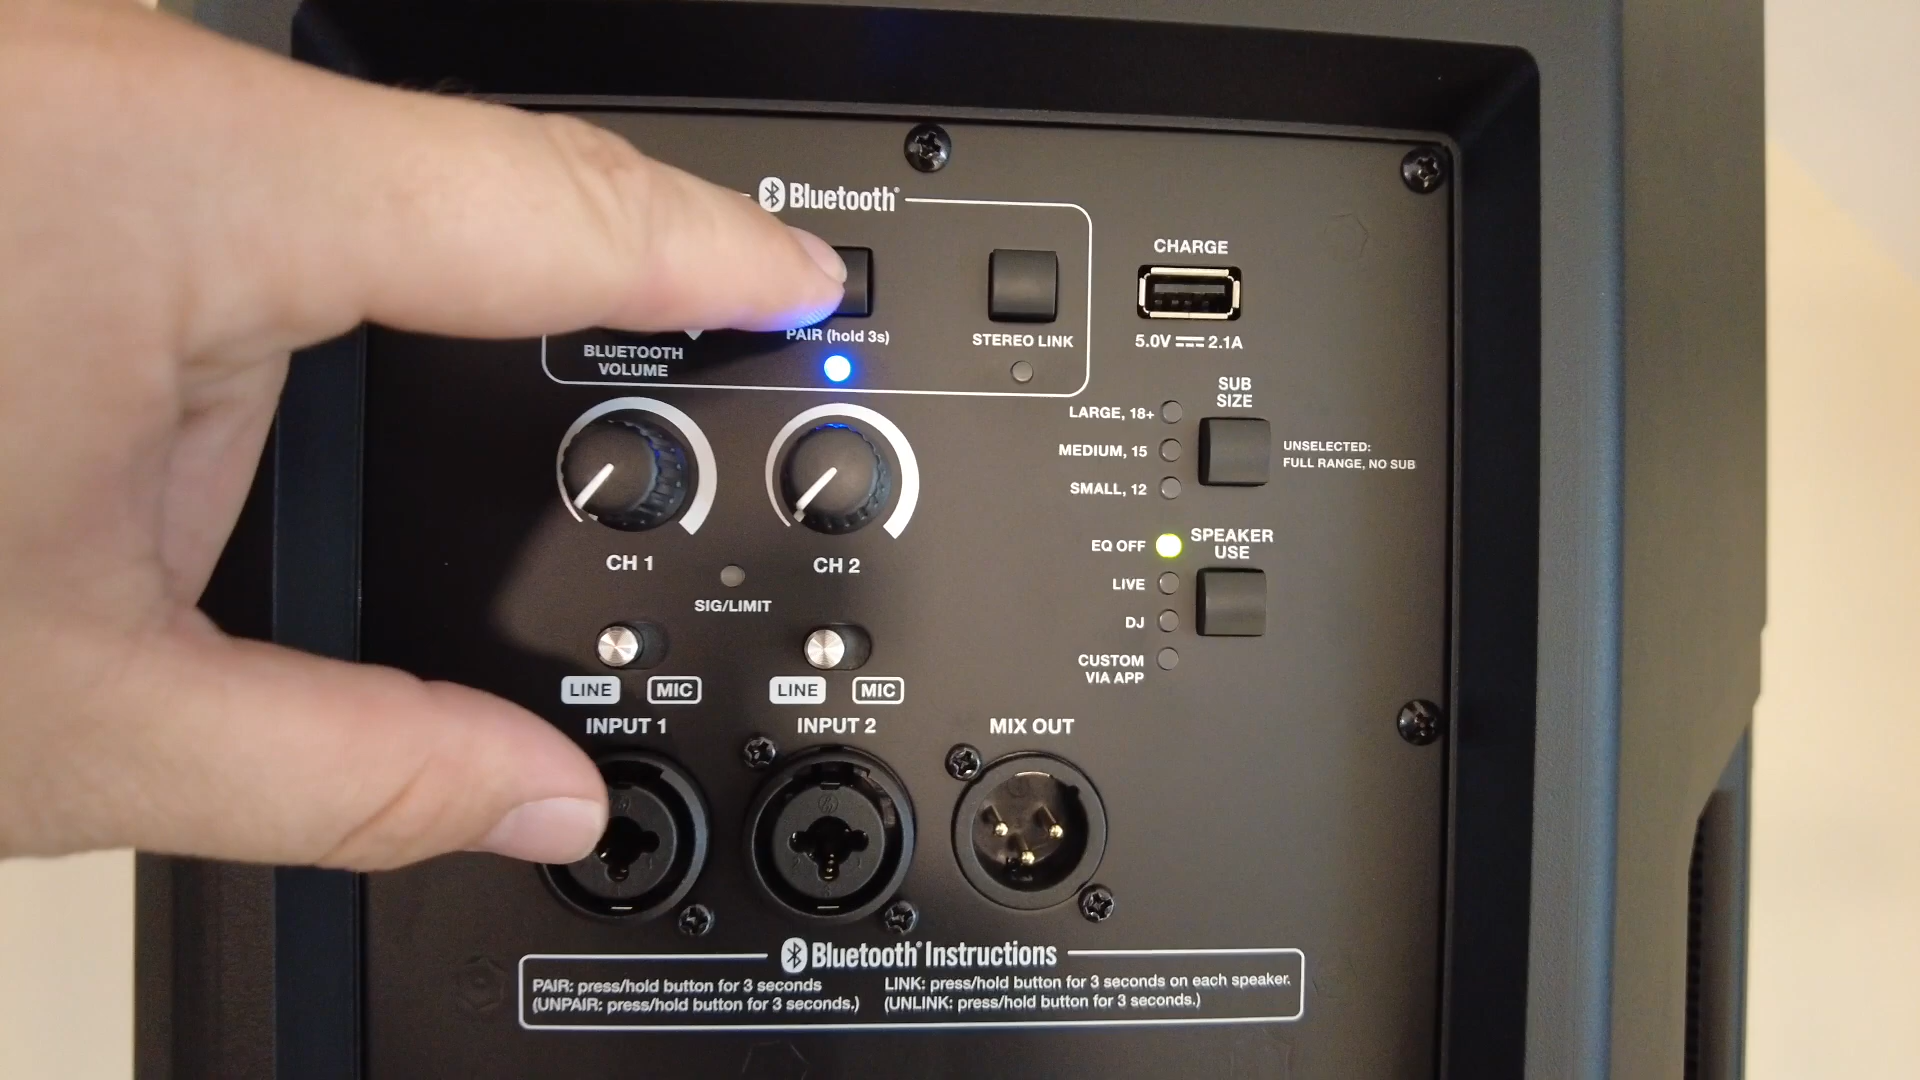 Bluetooth®
CHARGE
PAIR (hold 3s)
STEREO LINK
5.0V 2.1A
BLUETOOTH
VOLUME
SUB
SIZE
LARGE, 18+
MEDIUM, 15
SMALL, 12
UNSELECTED:
FULL RANGE, NO SUB
SPEAKER
USE
EQ OFF
LIVE
DJ
CUSTOM
VIA APP
CH 1
CH 2
SIG/LIMIT
LINE MIC
LINE MIC
INPUT 1
INPUT 2
MIX OUT
Bluetooth® Instructions
PAIR: press/hold button for 3 seconds
(UNPAIR: press/hold button for 3 seconds.)
LINK: press/hold button for 3 seconds on each speaker.
(UNLINK: press/hold button for 3 seconds.)